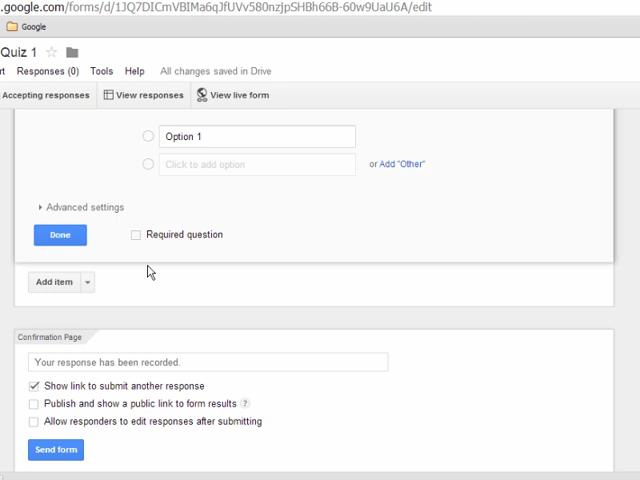 .google.com/forms/d/1JQ7DICmVBIMa6qJfUVv580nzjpSHBh66B-60w9UaU6A/edit
Google
Quiz 1
rt Responses (0) Tools Help All changes saved in Drive
Accepting responses View responses View live form
Option 1
Click to add option or Add "Other"
Advanced settings
Done Required question
Add item
Confirmation Page
Your response has been recorded.
Show link to submit another response
Publish and show a public link to form results ?
Allow responders to edit responses after submitting
Send form